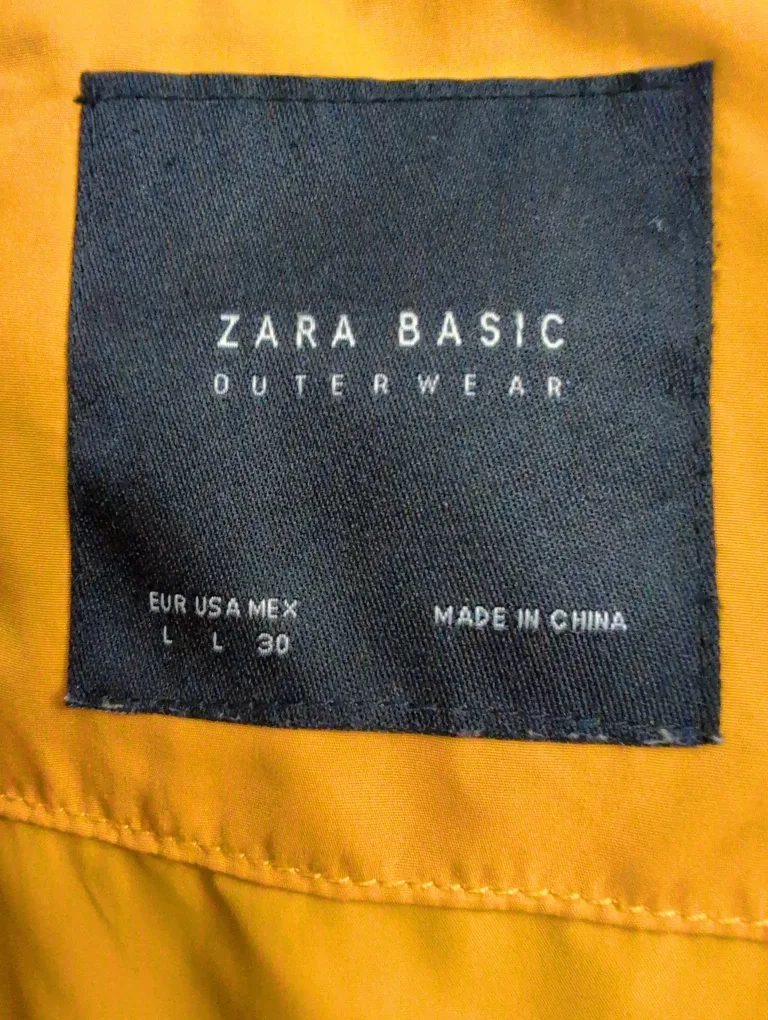 ZARA BASIC
OUTERWEAR
EUR USA MEX
L L 30
MADE IN CHINA